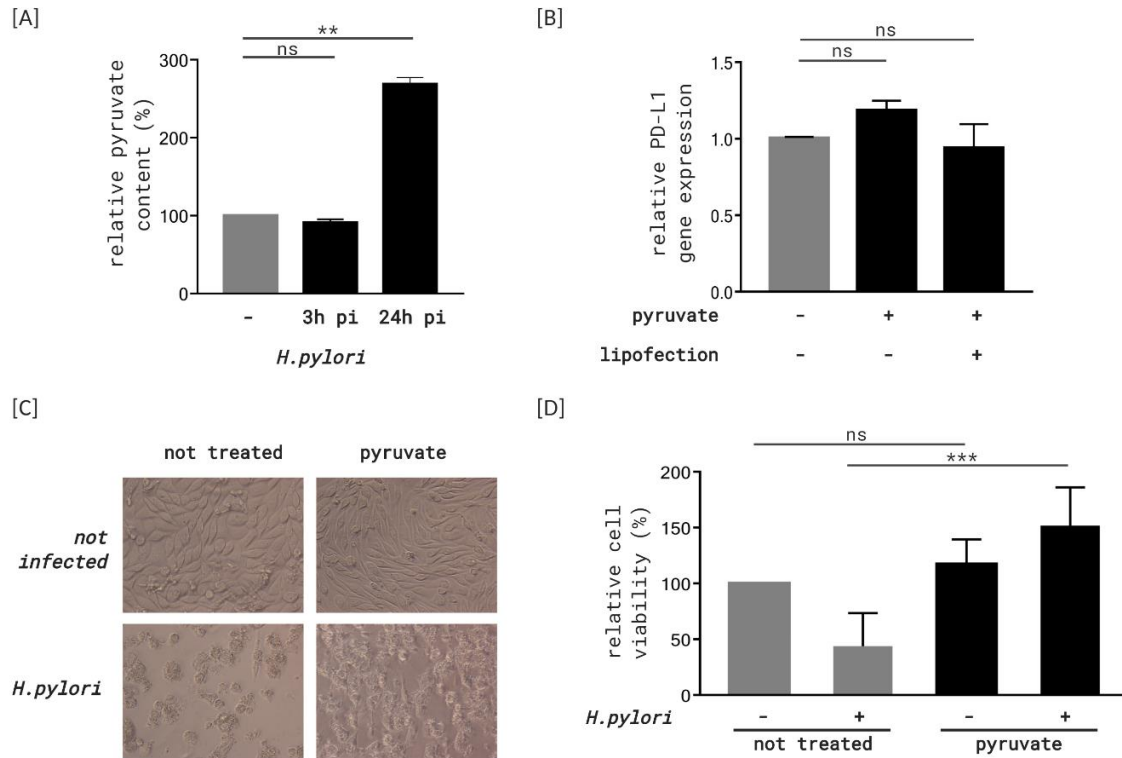 [A]
**
ns
relative pyruvate
content (%)
300
200
100
0
- 3h pi 24h pi
H.pylori
[B]
ns
ns
relative PD-L1
gene expression
1.5
1.0
0.5
0.0
pyruvate - + +
lipofection - - +
[C]
not treated pyruvate
not
infected
H.pylori
[D]
ns
***
relative cell
viability (%)
200
150
100
50
0
H.pylori - + - +
not treated pyruvate